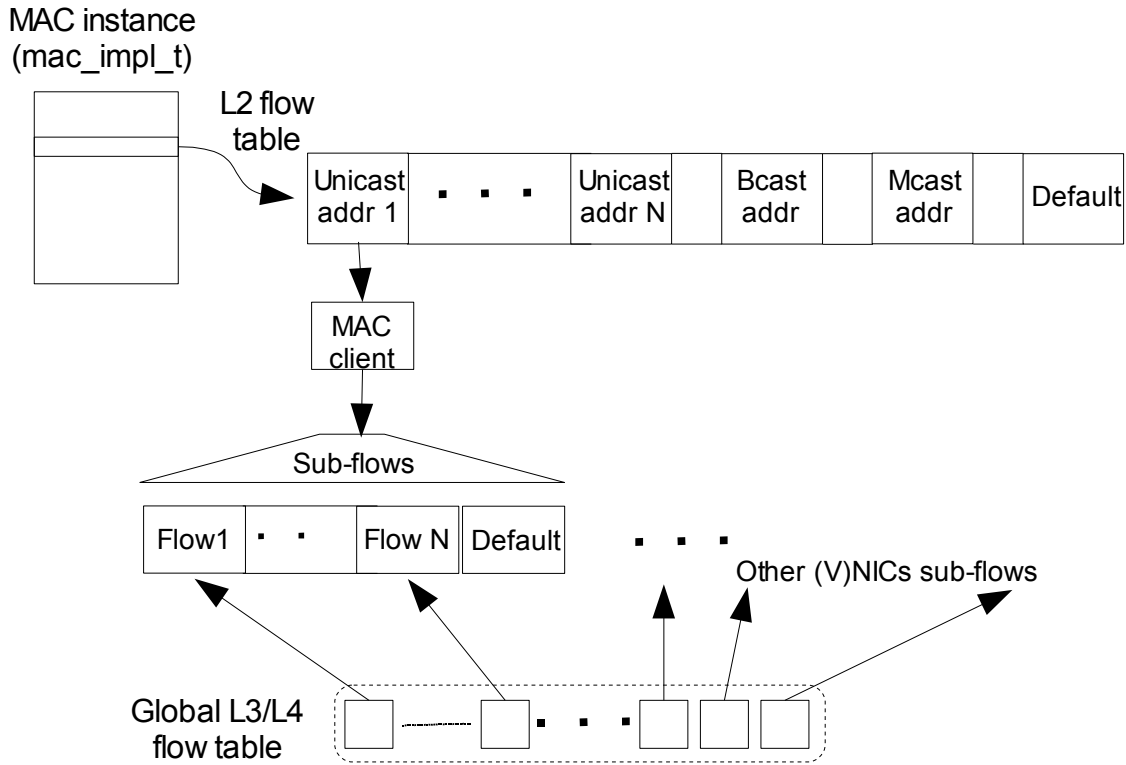 MAC instance
(mac_impl_t)
L2 flow
table
Unicast
addr 1
. . .
Unicast
addr N
Bcast
addr
Mcast
addr
Default
MAC
client
Sub-flows
Flow1
. .
Flow N
Default
. . .
Other (V)NICs sub-flows
Global L3/L4
flow table
. . .